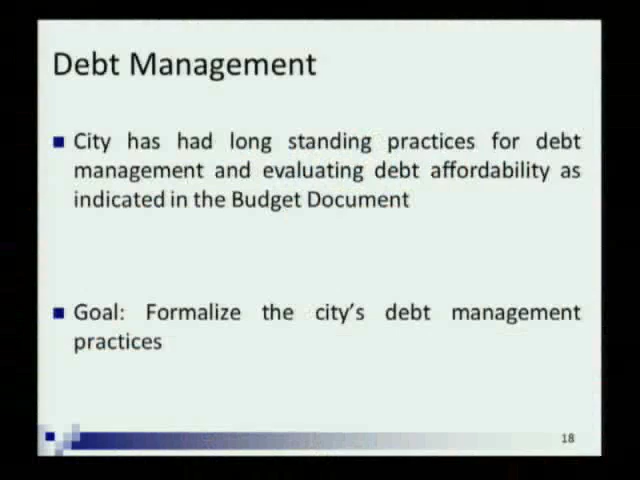 Debt Management
City has had long standing practices for debt
management and evaluating debt affordability as
indicated in the Budget Document
Goal: Formalize the city's debt management
practices
18